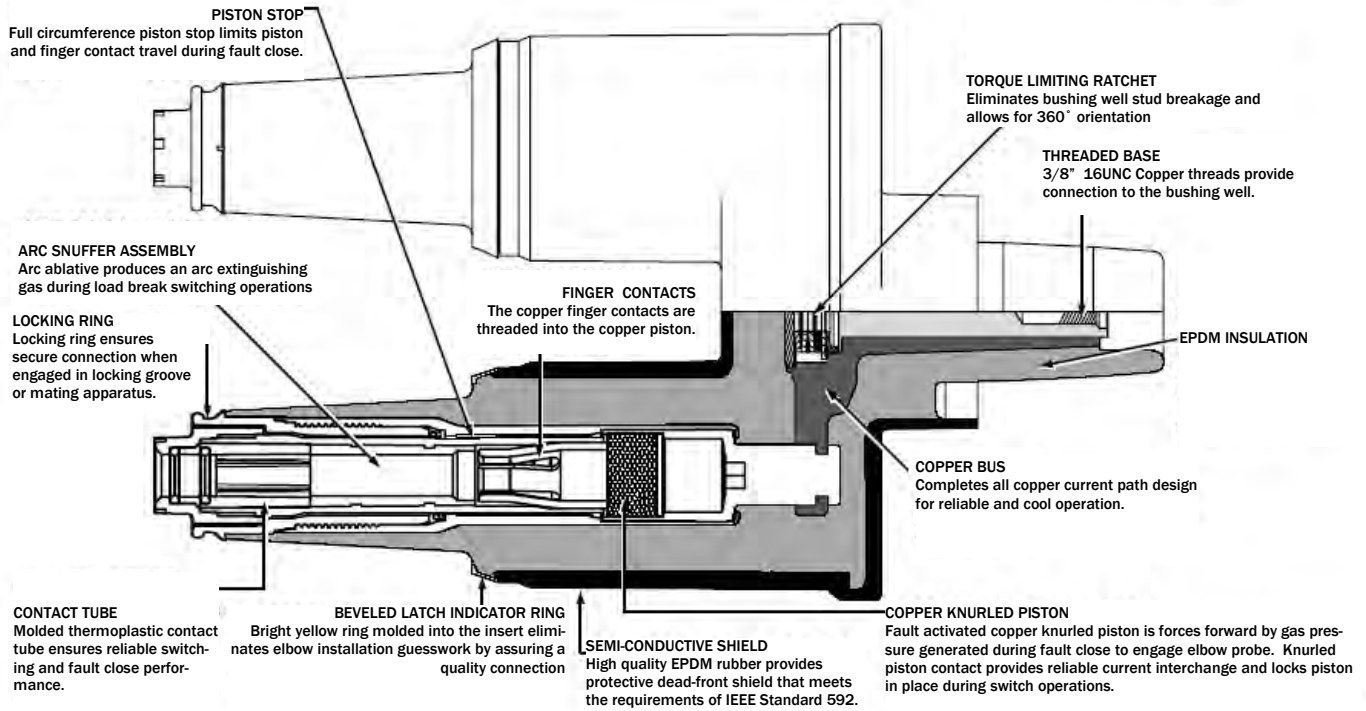 PISTON STOP
Full circumference piston stop limits piston
and finger contact travel during fault close.
TORQUE LIMITING RATCHET
Eliminates bushing well stud breakage and
allows for 360˚ orientation
THREADED BASE
3/8" 16UNC Copper threads provide
connection to the bushing well.
ARC SNUFFER ASSEMBLY
Arc ablative produces an arc extinguishing
gas during load break switching operations
FINGER CONTACTS
The copper finger contacts are
threaded into the copper piston.
LOCKING RING
Locking ring ensures
secure connection when
engaged in locking groove
or mating apparatus.
EPDM INSULATION
COPPER BUS
Completes all copper current path design
for reliable and cool operation.
CONTACT TUBE
Molded thermoplastic contact
tube ensures reliable switch-
ing and fault close perfor-
mance.
BEVELED LATCH INDICATOR RING
Bright yellow ring molded into the insert elimi-
nates elbow installation guesswork by assuring a
quality connection
SEMI-CONDUCTIVE SHIELD
High quality EPDM rubber provides
protective dead-front shield that meets
the requirements of IEEE Standard 592.
COPPER KNURLED PISTON
Fault activated copper knurled piston is forces forward by gas pres-
sure generated during fault close to engage elbow probe.  Knurled
piston contact provides reliable current interchange and locks piston
in place during switch operations.